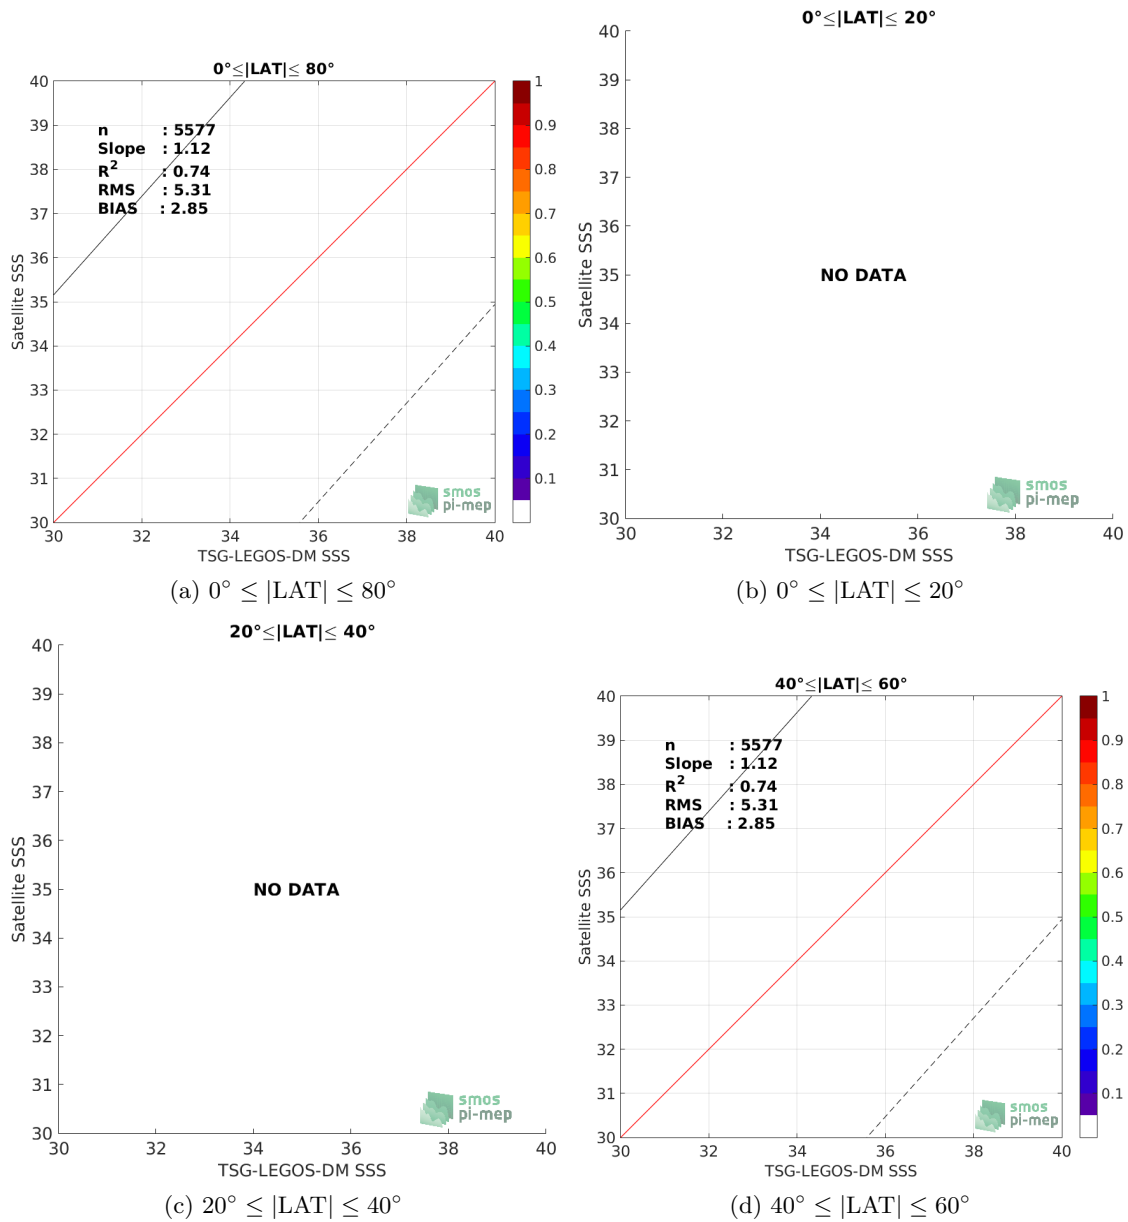 0°≤|LAT|≤ 80°
40
39
38
37
36
35
34
33
32
31
30
Satellite SSS
n : 5577
Slope : 1.12
R² : 0.74
RMS : 5.31
BIAS : 2.85
smos
pi-mep
30 32 34 36 38 40
TSG-LEGOS-DM SSS
1
0.9
0.8
0.7
0.6
0.5
0.4
0.3
0.2
0.1
(a) 0° ≤ |LAT| ≤ 80°
0°≤|LAT|≤ 20°
40
39
38
37
36
35
34
33
32
31
30
Satellite SSS
NO DATA
smos
pi-mep
30 32 34 36 38 40
TSG-LEGOS-DM SSS
(b) 0° ≤ |LAT| ≤ 20°
20°≤|LAT|≤ 40°
40
39
38
37
36
35
34
33
32
31
30
Satellite SSS
NO DATA
smos
pi-mep
30 32 34 36 38 40
TSG-LEGOS-DM SSS
(c) 20° ≤ |LAT| ≤ 40°
40°≤|LAT|≤ 60°
40
39
38
37
36
35
34
33
32
31
30
Satellite SSS
n : 5577
Slope : 1.12
R² : 0.74
RMS : 5.31
BIAS : 2.85
smos
pi-mep
30 32 34 36 38 40
TSG-LEGOS-DM SSS
1
0.9
0.8
0.7
0.6
0.5
0.4
0.3
0.2
0.1
(d) 40° ≤ |LAT| ≤ 60°